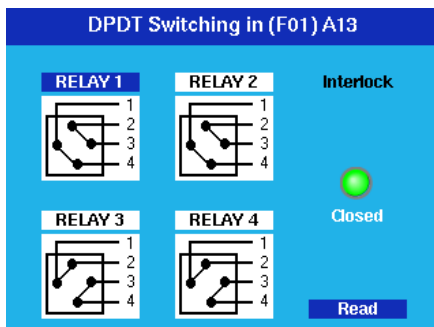 DPDT Switching in (F01) A13
RELAY 1
1
2
3
4
RELAY 2
1
2
3
4
Interlock
Closed
RELAY 3
1
2
3
4
RELAY 4
1
2
3
4
Read